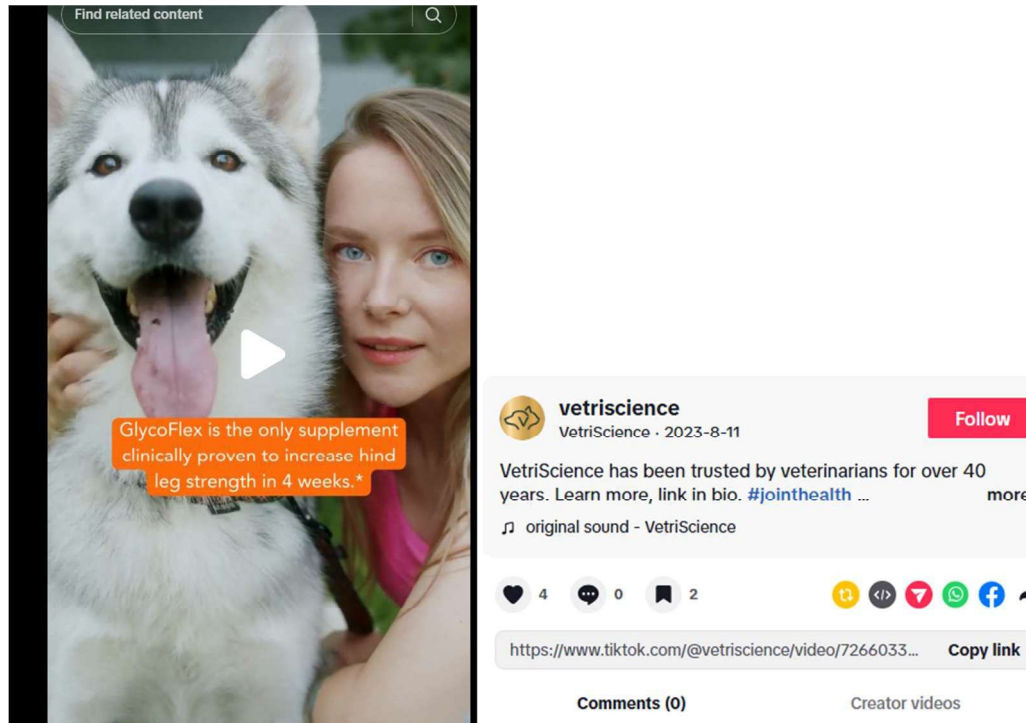 Find related content
GlycoFlex is the only supplement
clinically proven to increase hind
leg strength in 4 weeks.*
vetriscience
VetriScience · 2023-8-11
Follow
VetriScience has been trusted by veterinarians for over 40
years. Learn more, link in bio. #jointhealth ...
more
original sound - VetriScience
4
0
2
https://www.tiktok.com/@vetriscience/video/7266033...
Copy link
Comments (0)
Creator videos